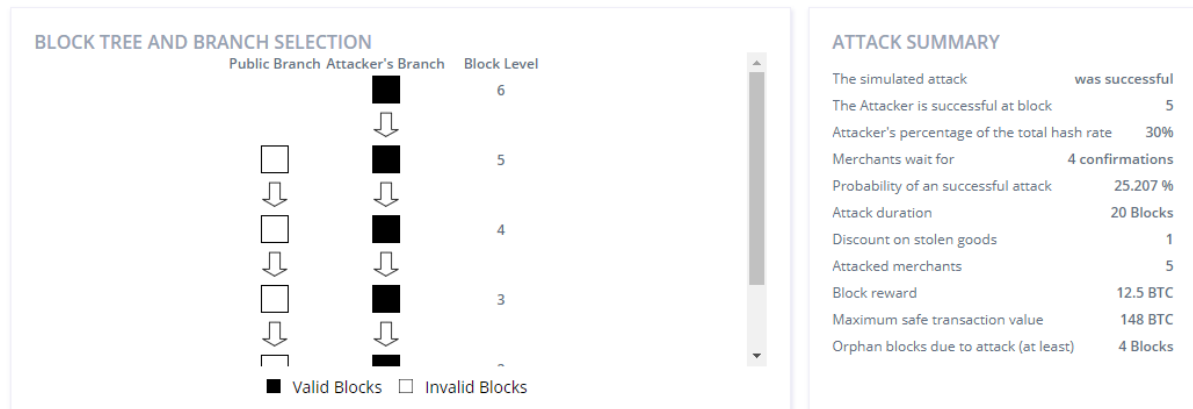 BLOCK TREE AND BRANCH SELECTION
Public Branch Attacker's Branch Block Level
6
5
4
3
Valid Blocks Invalid Blocks
ATTACK SUMMARY
The simulated attack was successful
The Attacker is successful at block 5
Attacker's percentage of the total hash rate 30%
Merchants wait for 4 confirmations
Probability of an successful attack 25.207 %
Attack duration 20 Blocks
Discount on stolen goods 1
Attacked merchants 5
Block reward 12.5 BTC
Maximum safe transaction value 148 BTC
Orphan blocks due to attack (at least) 4 Blocks